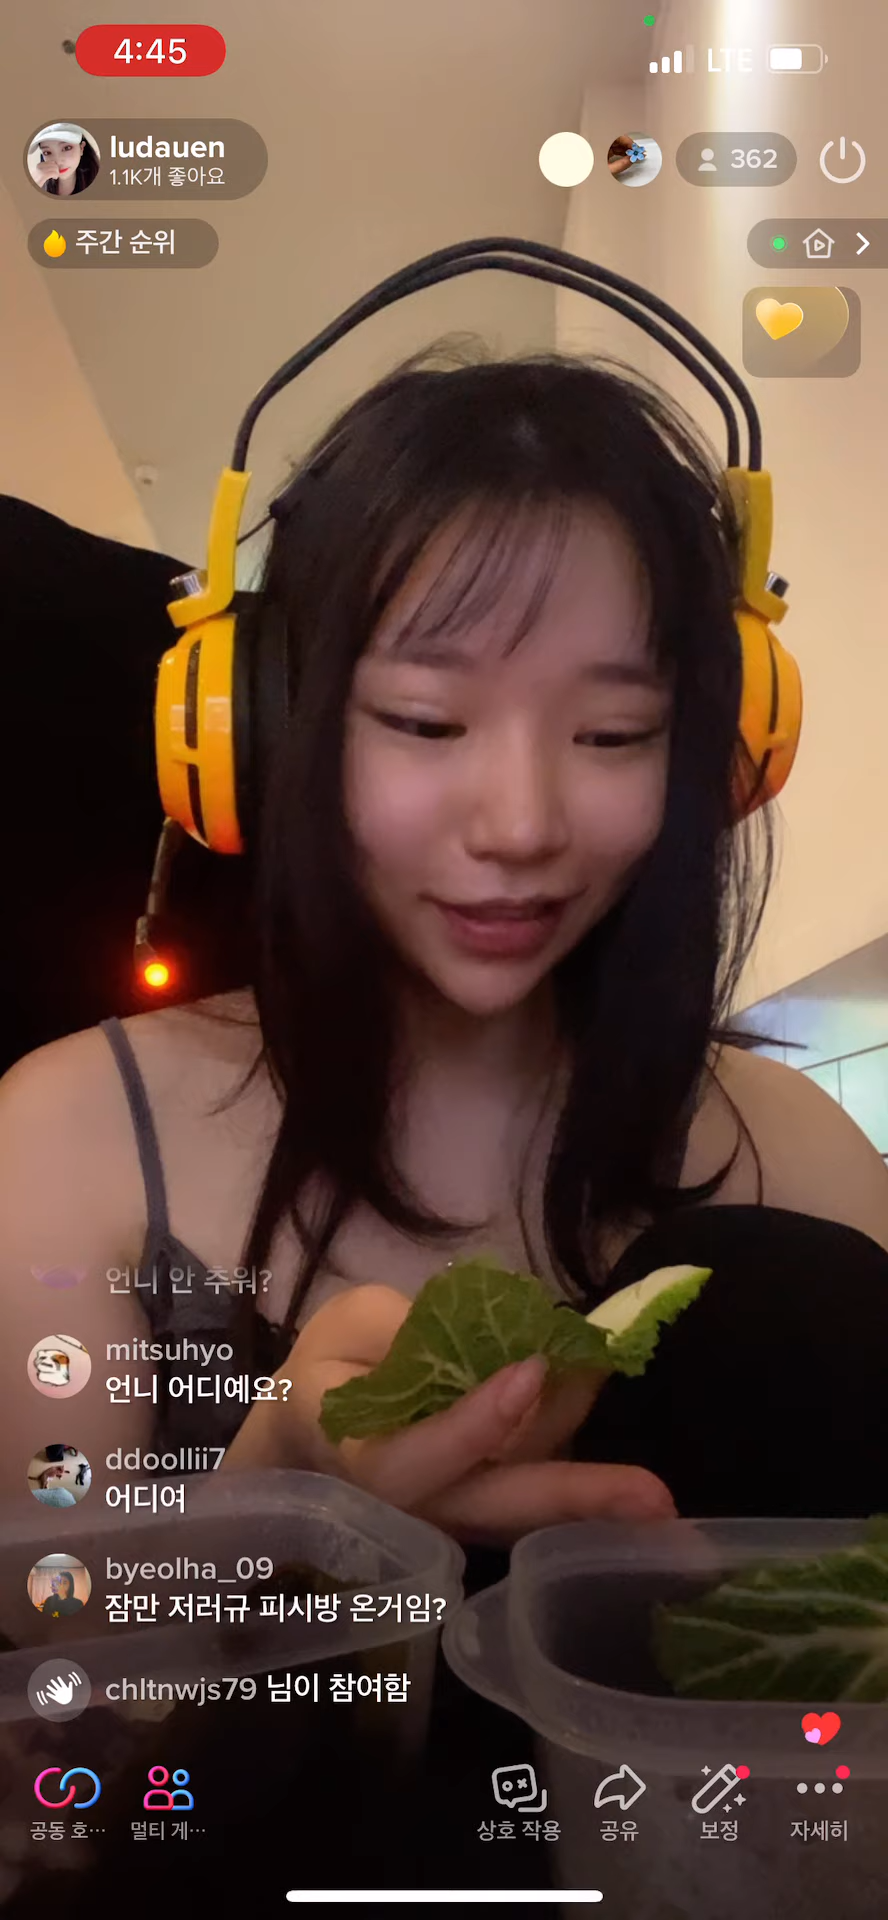 4:45
LTE
ludauen
1.1K개 좋아요
362
주간 순위
언니 안 추워?
mitsuhyo
언니 어디예요?
ddoollii7
어디여
byeolha_09
잠만 저러규 피시방 온거임?
chltnwjs79 님이 참여함
공동 호…
멀티 게…
상호 작용
공유
보정
자세히